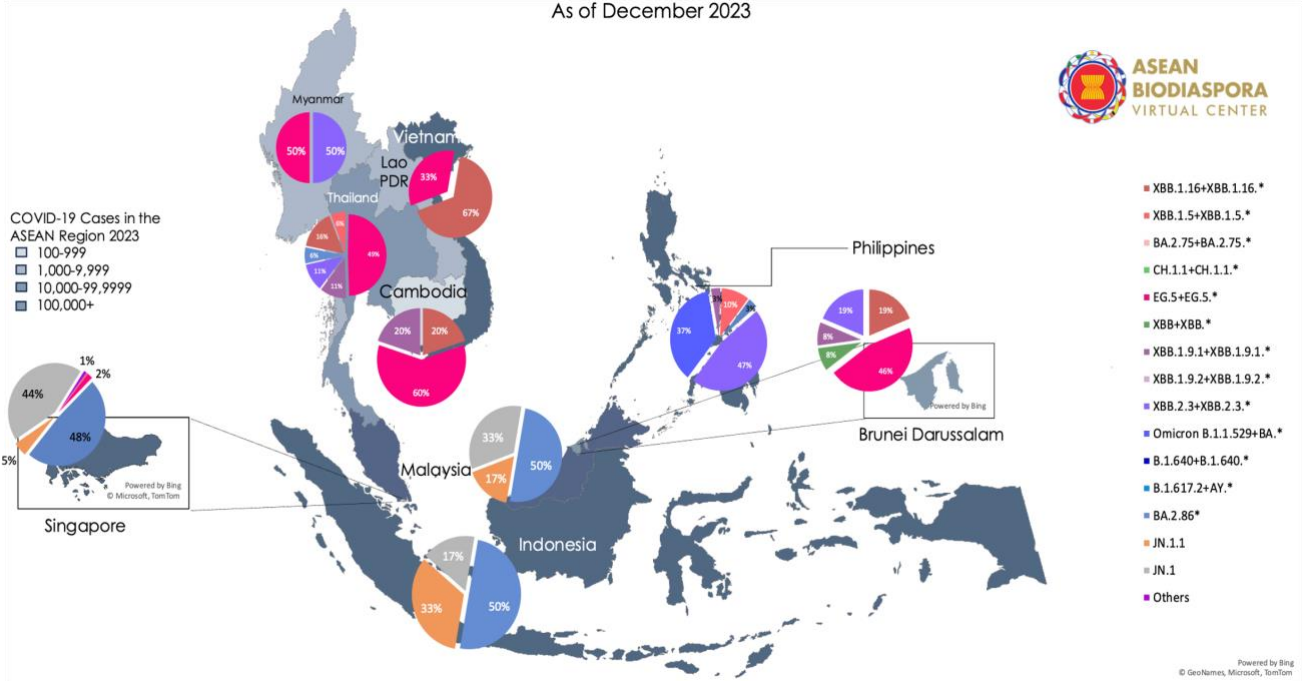 As of December 2023
ASEAN
BIODIASPORA
VIRTUAL CENTER
Myanmar
50%
50%
Vietnam
Lao
PDR
33%
67%
Thailand
6%
16%
49%
6%
11%
11%
COVID-19 Cases in the
ASEAN Region 2023
100-999
1,000-9,999
10,000-99,9999
100,000+
Cambodia
20%
20%
60%
Philippines
3%
10%
3%
37%
47%
19%
19%
8%
8%
46%
Powered by Bing
Brunei Darussalam
1%
2%
44%
48%
5%
Powered by Bing
© Microsoft, TomTom
Singapore
Malaysia
33%
50%
17%
Indonesia
17%
33%
50%
XBB.1.16+XBB.1.16.*
XBB.1.5+XBB.1.5.*
BA.2.75+BA.2.75.*
CH.1.1+CH.1.1.*
EG.5+EG.5.*
XBB+XBB.*
XBB.1.9.1+XBB.1.9.1.*
XBB.1.9.2+XBB.1.9.2.*
XBB.2.3+XBB.2.3.*
Omicron B.1.1.529+BA.*
B.1.640+B.1.640.*
B.1.617.2+AY.*
BA.2.86*
JN.1.1
JN.1
Others
Powered by Bing
© GeoNames, Microsoft, TomTom